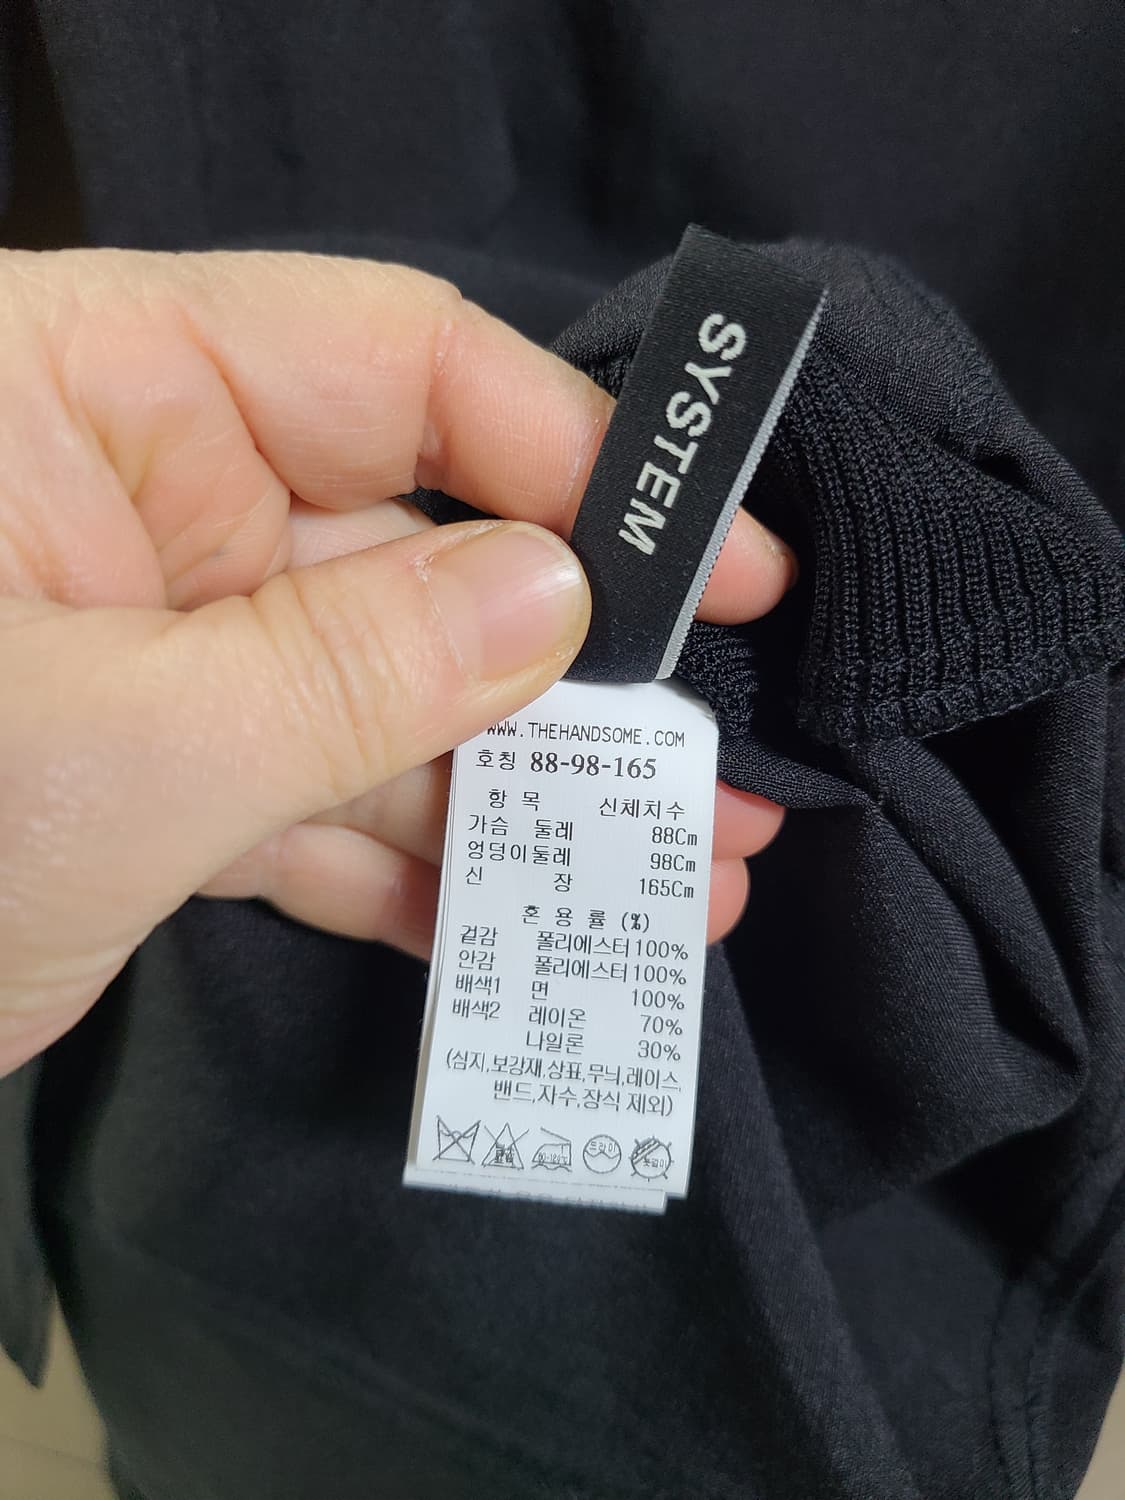 SYSTEM
WWW.THEHANDSOME.COM
호칭 88-98-165
항 목 신체치수
가슴 둘레 88Cm
엉덩이둘레 98Cm
신 장 165Cm
혼 용 률 (%)
겉감 폴리에스터 100%
안감 폴리에스터 100%
배색1 면 100%
배색2 레이온 70%
나일론 30%
(심지,보강재,상표,무늬,레이스,
밴드,자수,장식 제외)
드라이